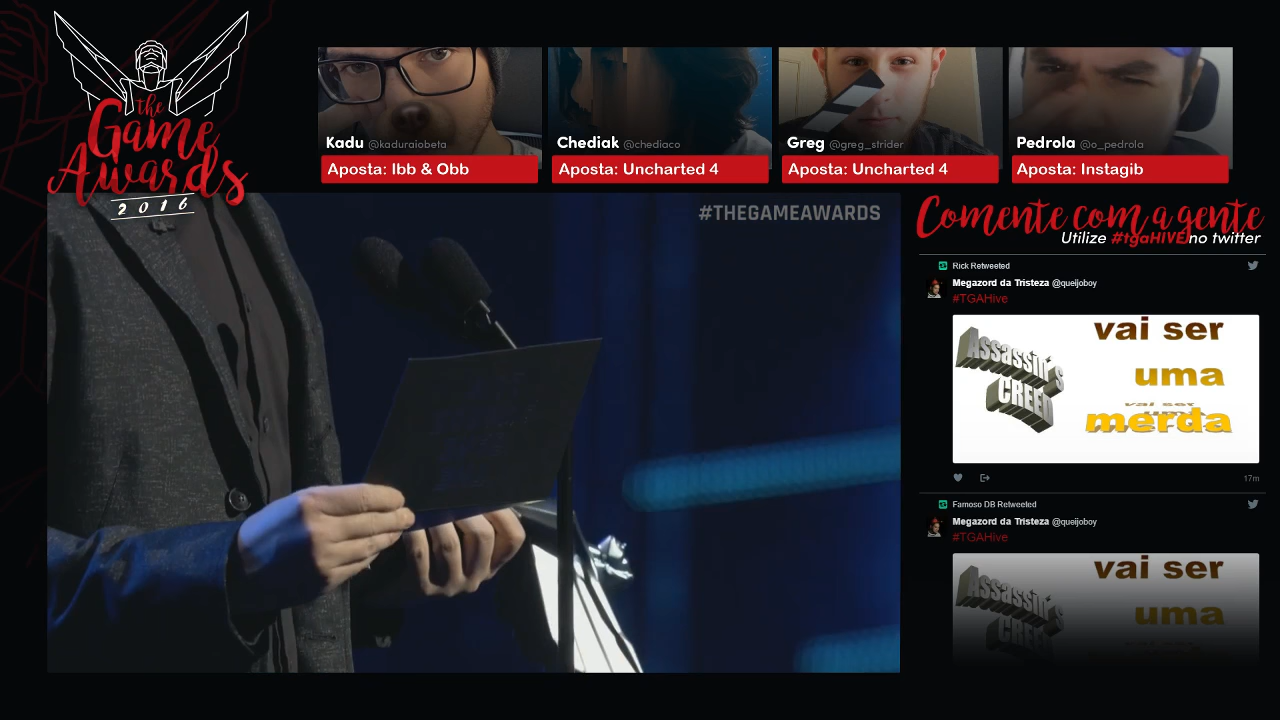 the
Game
Awards
2016
Kadu @kaduraiobeta
Aposta: Ibb & Obb
Chediak @chediaco
Aposta: Uncharted 4
Greg @greg_strider
Aposta: Uncharted 4
Pedrola @o_pedrola
Aposta: Instagib
#THEGAMEAWARDS
Comente com a gente
Utilize #tgaHIVE no twitter
Rick Retweeted
Megazord da Tristeza @queijoboy
#TGAHive
Assassin's
CREED
vai ser
uma
merda
17m
Famoso DB Retweeted
Megazord da Tristeza @queijoboy
#TGAHive
Assassin's
CREED
vai ser
uma